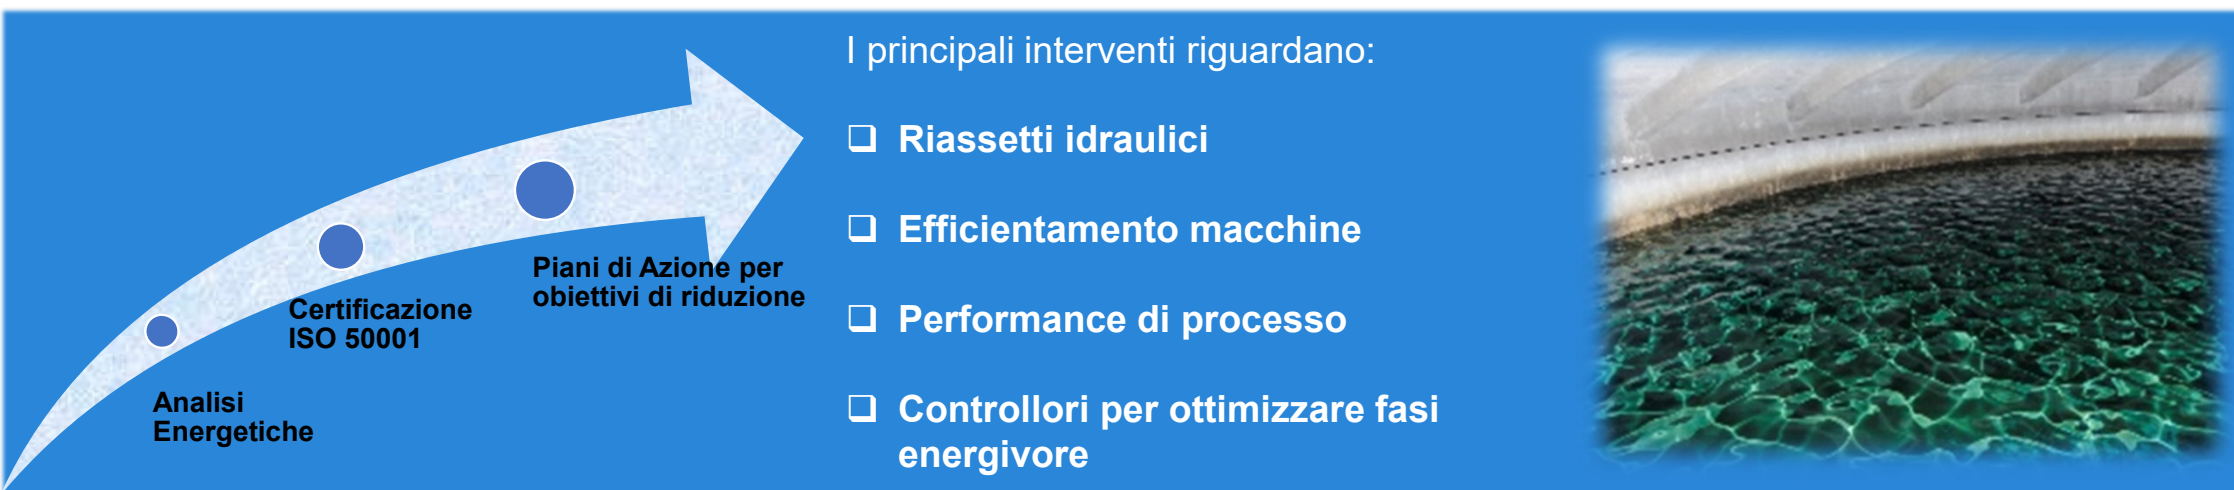 Analisi
Energetiche
Certificazione
ISO 50001
Piani di Azione per
obiettivi di riduzione
I principali interventi riguardano:
❑ Riassetti idraulici
❑ Efficientamento macchine
❑ Performance di processo
❑ Controllori per ottimizzare fasi
energivore